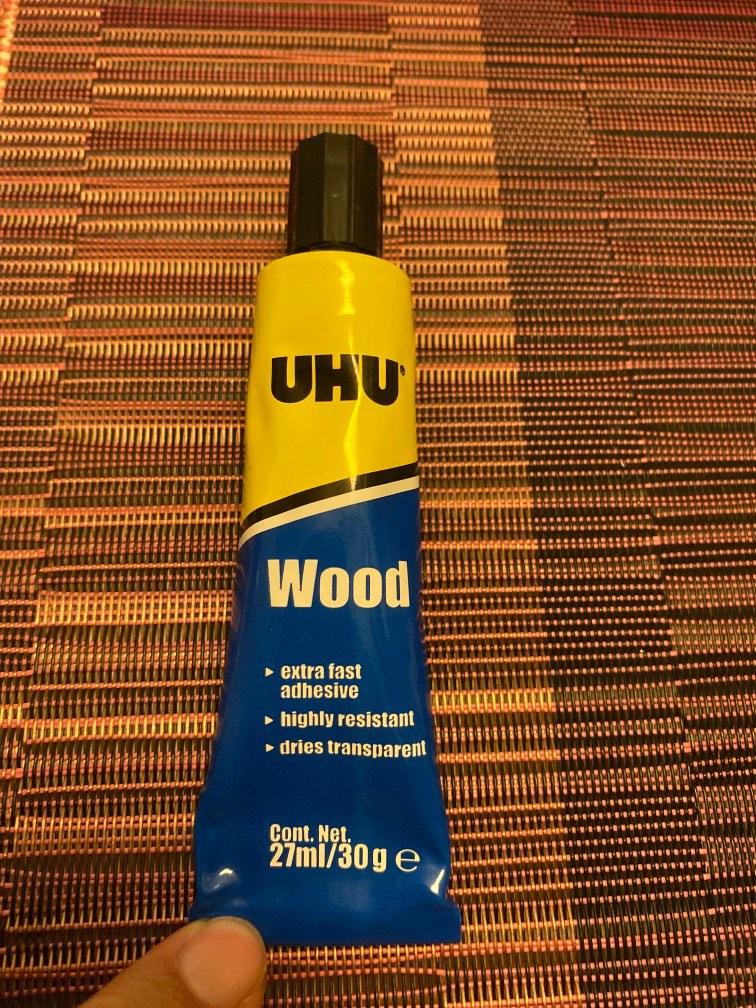 UHU®
Wood
▸ extra fast
adhesive
▸ highly resistant
▸ dries transparent
Cont. Net.
27ml/30g ℮